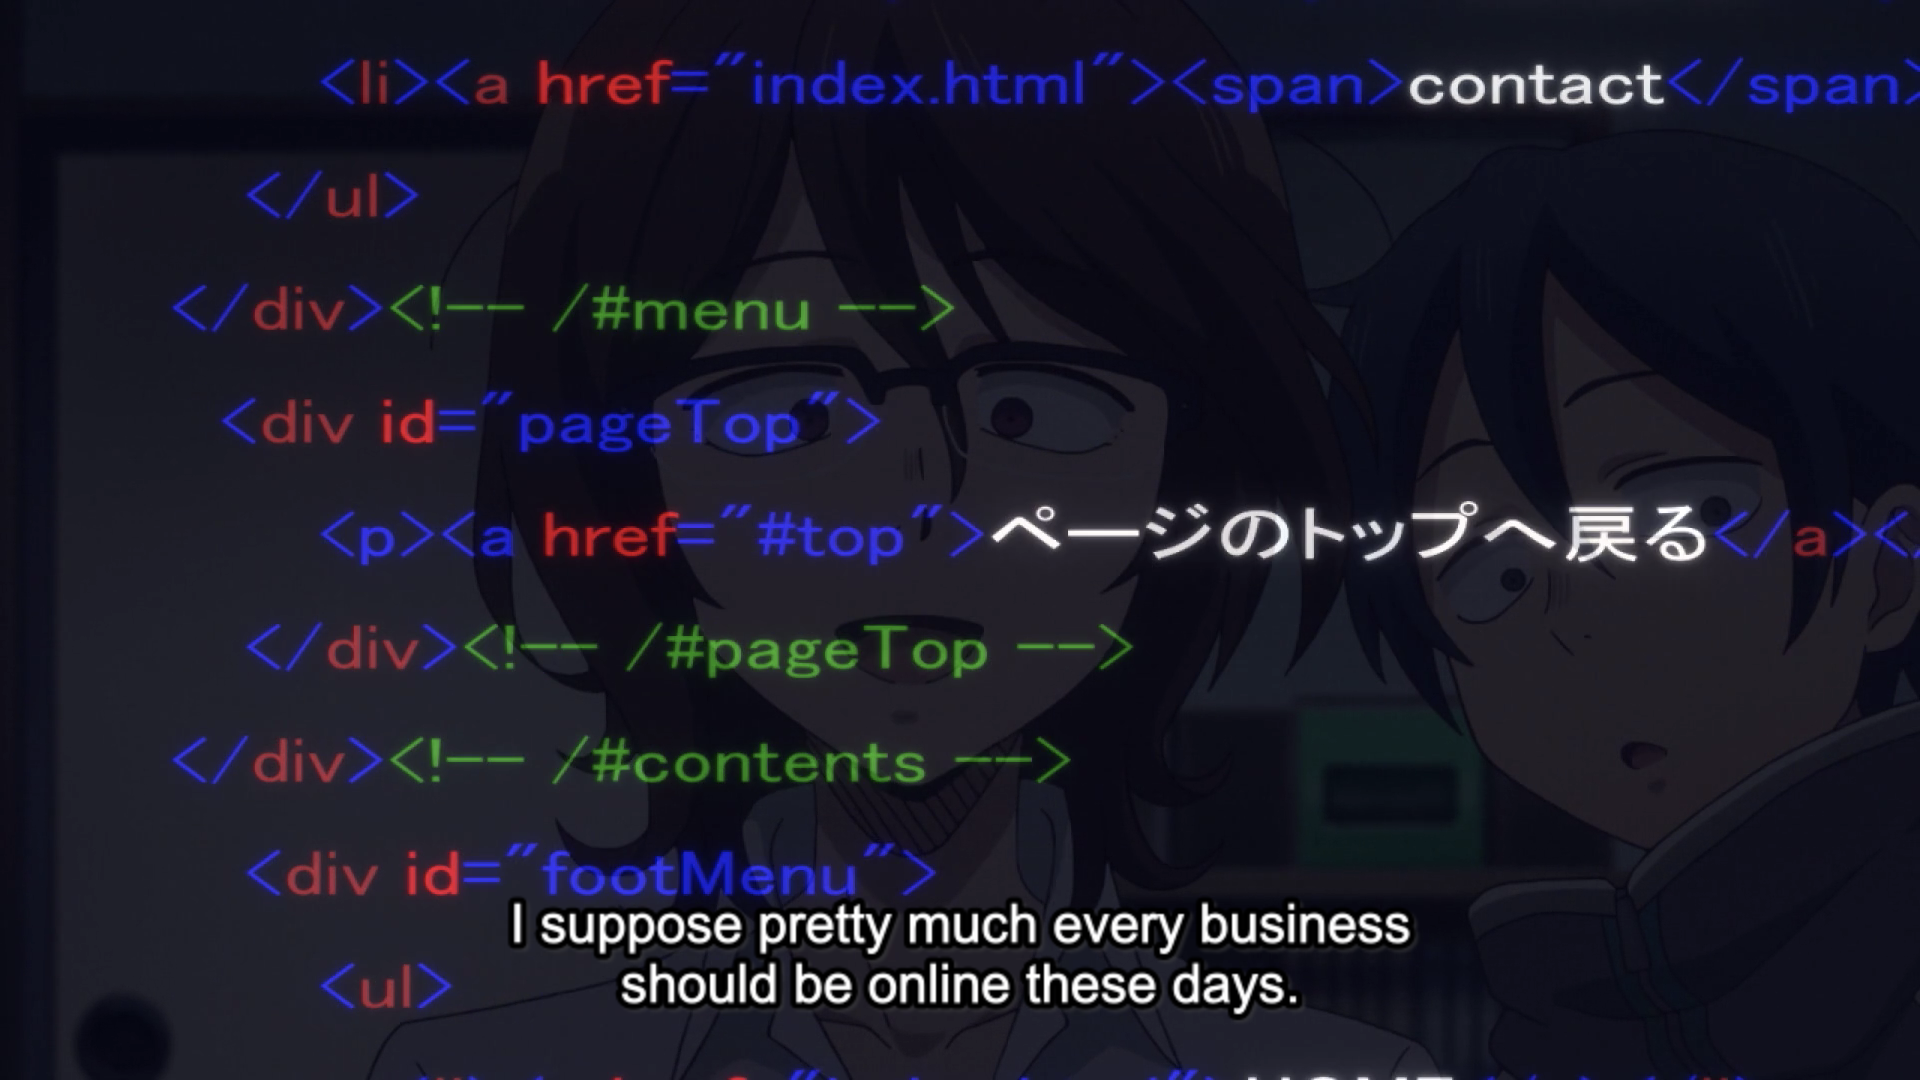 <li><a href="index.html"><span>contact</span>
</ul>
</div><!-- /#menu -->
<div id="pageTop">
<p><a href="#top">ページのトップへ戻る</a><
</div><!-- /#pageTop -->
</div><!-- /#contents -->
<div id="footMenu">
I suppose pretty much every business
should be online these days.
<ul>